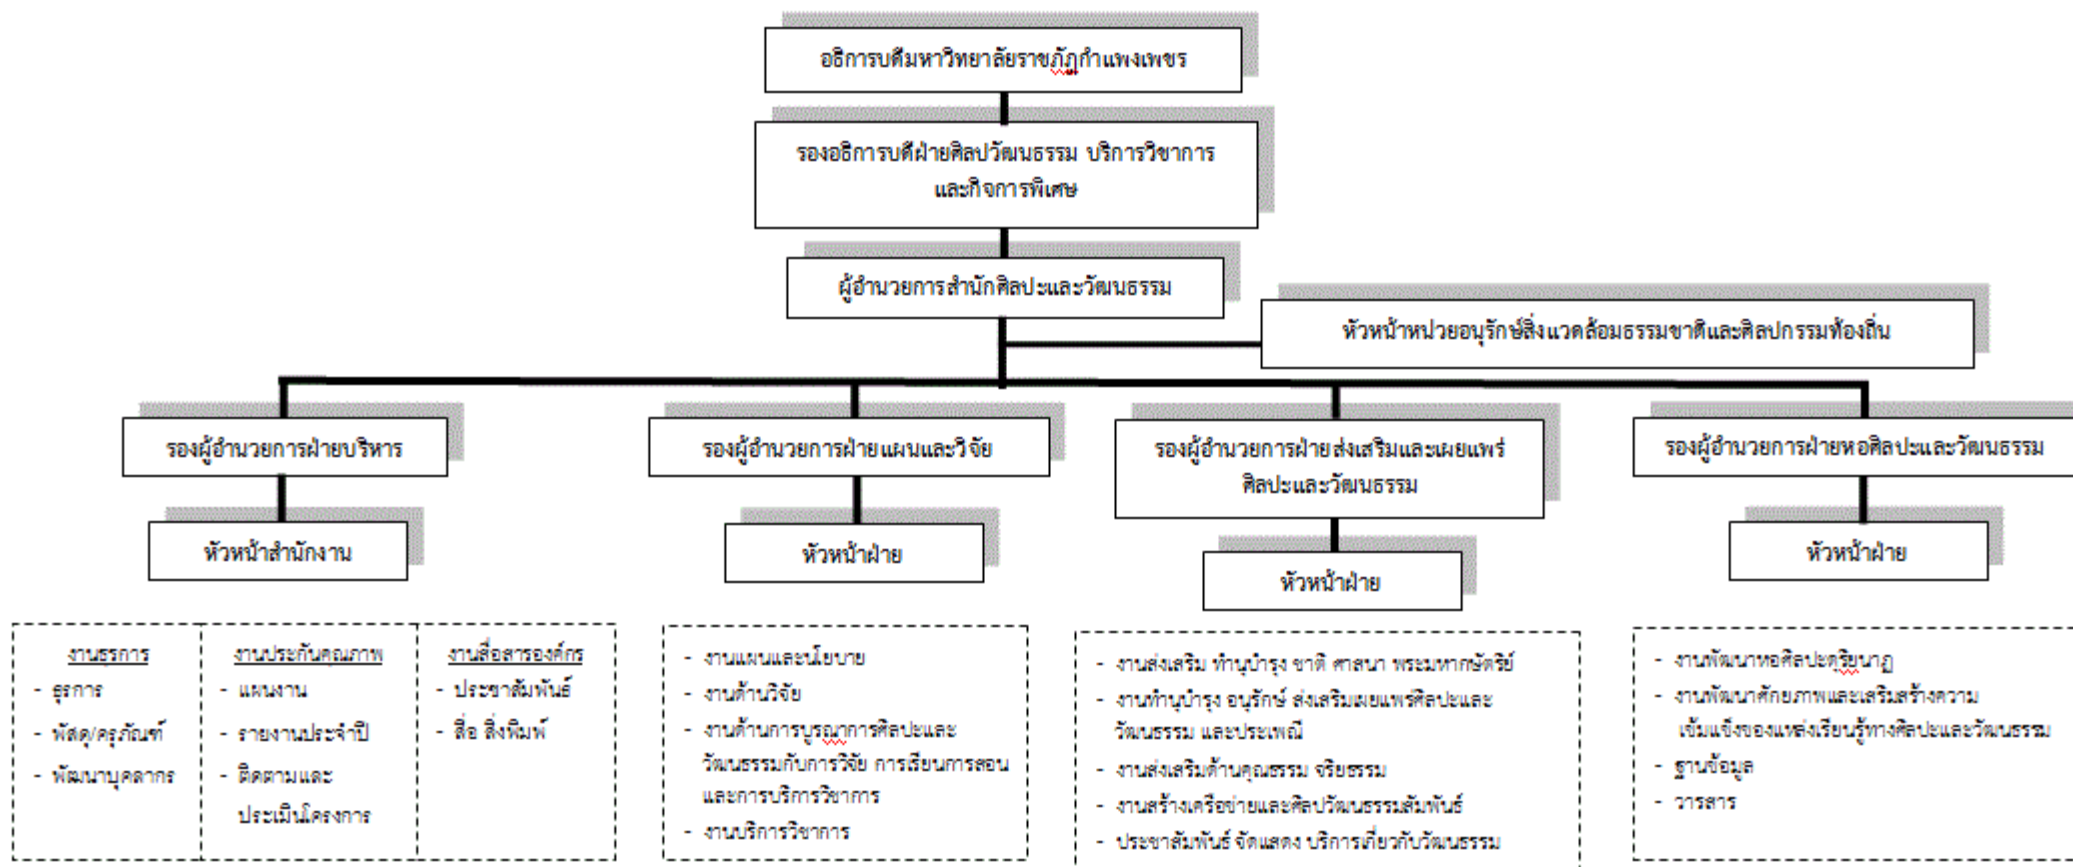 อธิการบดีมหาวิทยาลัยราชภัฏกำแพงเพชร
รองอธิการบดีฝ่ายศิลปวัฒนธรรม บริการวิชาการ
และกิจการพิเศษ
ผู้อำนวยการสำนักศิลปะและวัฒนธรรม
หัวหน้าหน่วยอนุรักษ์สิ่งแวดล้อมธรรมชาติและศิลปกรรมท้องถิ่น
รองผู้อำนวยการฝ่ายบริหาร
รองผู้อำนวยการฝ่ายแผนและวิจัย
รองผู้อำนวยการฝ่ายส่งเสริมและเผยแพร่
ศิลปะและวัฒนธรรม
รองผู้อำนวยการฝ่ายหอศิลปะและวัฒนธรรม
หัวหน้าสำนักงาน
หัวหน้าฝ่าย
หัวหน้าฝ่าย
หัวหน้าฝ่าย
งานธุรการ
- ธุรการ
- พัสดุ/ครุภัณฑ์
- พัฒนาบุคลากร
งานประกันคุณภาพ
- แผนงาน
- รายงานประจำปี
- ติดตามและ
ประเมินโครงการ
งานสื่อสารองค์กร
- ประชาสัมพันธ์
- สื่อ สิ่งพิมพ์
- งานแผนและนโยบาย
- งานด้านวิจัย
- งานด้านการบูรณาการศิลปะและ
วัฒนธรรมกับการวิจัย การเรียนการสอน
และการบริการวิชาการ
- งานบริการวิชาการ
- งานส่งเสริม ทำนุบำรุง ชาติ ศาสนา พระมหากษัตริย์
- งานทำนุบำรุง อนุรักษ์ ส่งเสริมเผยแพร่ศิลปะและ
วัฒนธรรม และประเพณี
- งานส่งเสริมด้านคุณธรรม จริยธรรม
- งานสร้างเครือข่ายและศิลปวัฒนธรรมสัมพันธ์
- ประชาสัมพันธ์ จัดแสดง บริการเกี่ยวกับวัฒนธรรม
- งานพัฒนาหอศิลปะดุริยนาฏ
- งานพัฒนาศักยภาพและเสริมสร้างความ
เข้มแข็งของแหล่งเรียนรู้ทางศิลปะและวัฒนธรรม
- ฐานข้อมูล
- วารสาร